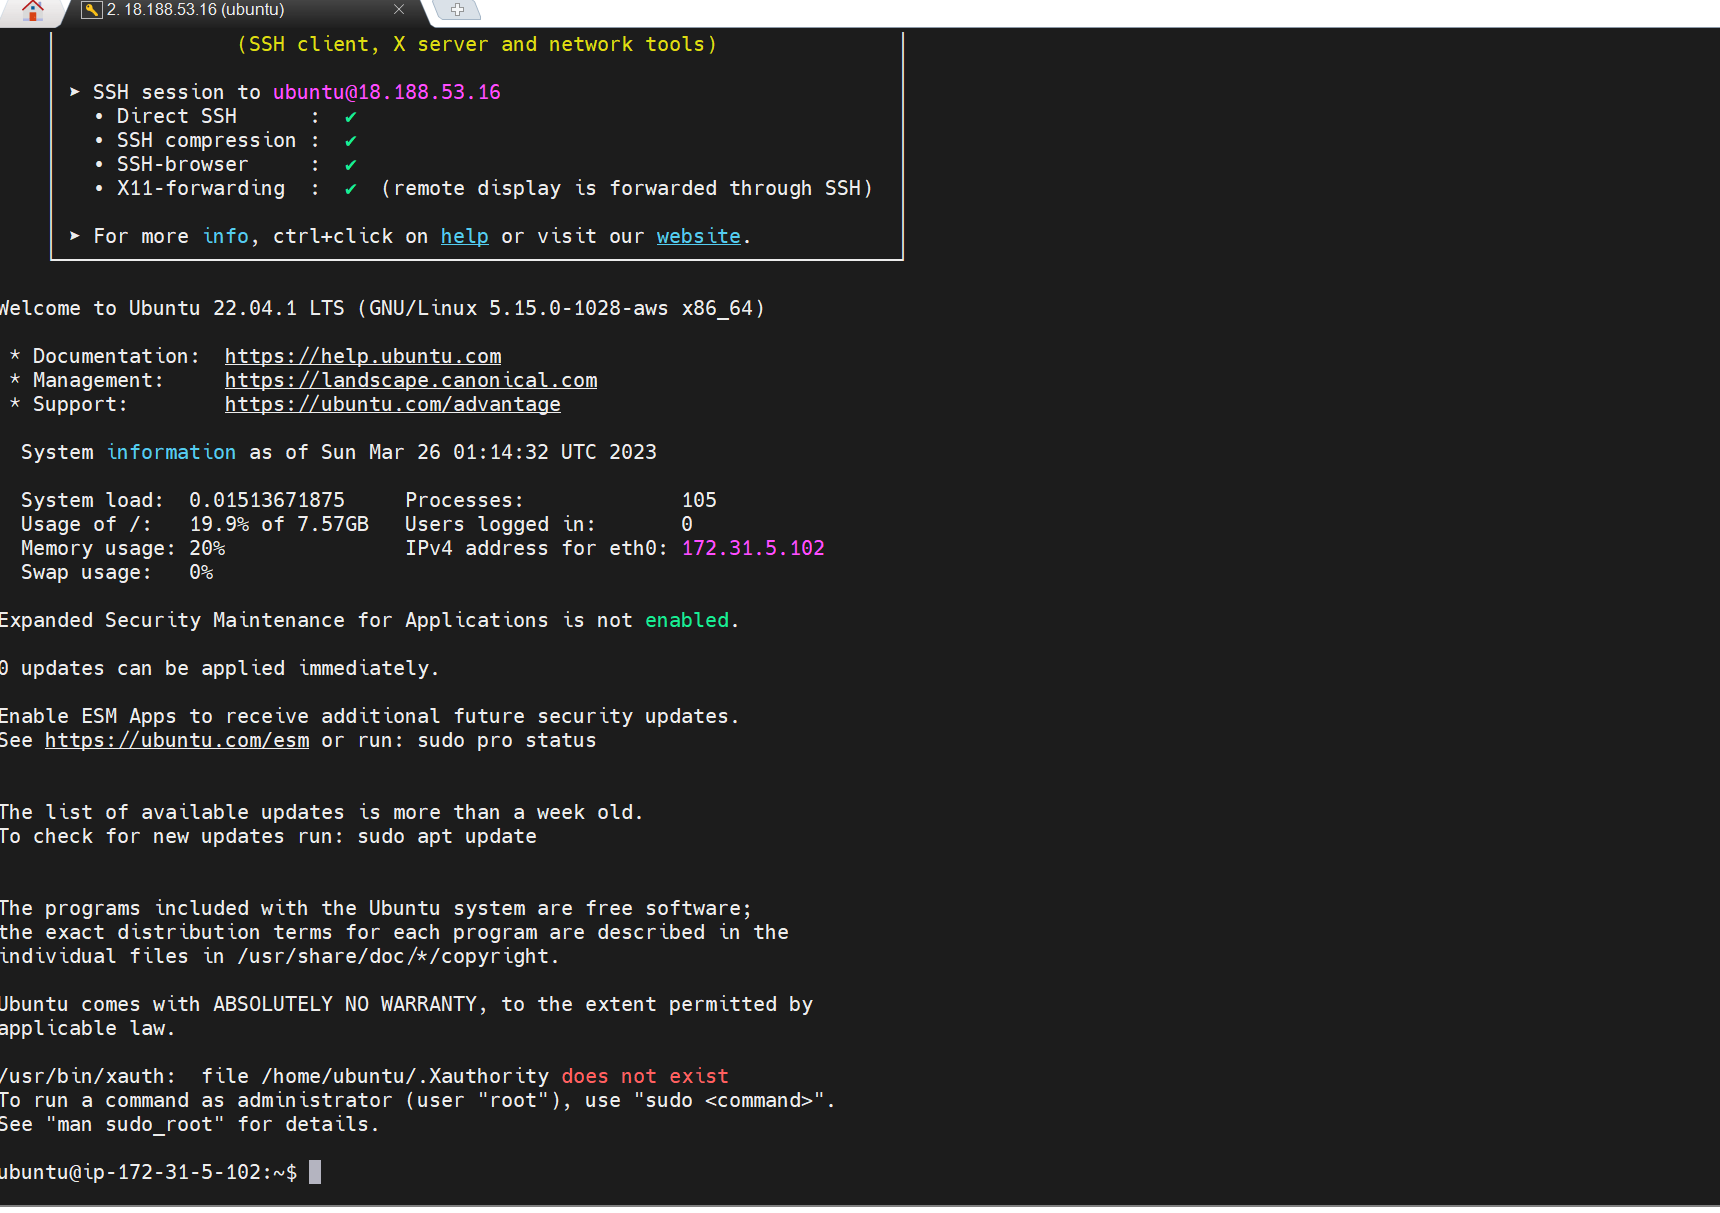 2. 18.188.53.16 (ubuntu)
(SSH client, X server and network tools)
➤ SSH session to ubuntu@18.188.53.16
• Direct SSH      :  ✔
• SSH compression :  ✔
• SSH-browser     :  ✔
• X11-forwarding  :  ✔  (remote display is forwarded through SSH)
➤ For more info, ctrl+click on help or visit our website.
Welcome to Ubuntu 22.04.1 LTS (GNU/Linux 5.15.0-1028-aws x86_64)
* Documentation:  https://help.ubuntu.com
* Management:     https://landscape.canonical.com
* Support:        https://ubuntu.com/advantage
System information as of Sun Mar 26 01:14:32 UTC 2023
System load:  0.01513671875     Processes:             105
Usage of /:   19.9% of 7.57GB   Users logged in:       0
Memory usage: 20%               IPv4 address for eth0: 172.31.5.102
Swap usage:   0%
Expanded Security Maintenance for Applications is not enabled.
0 updates can be applied immediately.
Enable ESM Apps to receive additional future security updates.
See https://ubuntu.com/esm or run: sudo pro status
The list of available updates is more than a week old.
To check for new updates run: sudo apt update
The programs included with the Ubuntu system are free software;
the exact distribution terms for each program are described in the
individual files in /usr/share/doc/*/copyright.
Ubuntu comes with ABSOLUTELY NO WARRANTY, to the extent permitted by
applicable law.
/usr/bin/xauth:  file /home/ubuntu/.Xauthority does not exist
To run a command as administrator (user "root"), use "sudo <command>".
See "man sudo_root" for details.
ubuntu@ip-172-31-5-102:~$